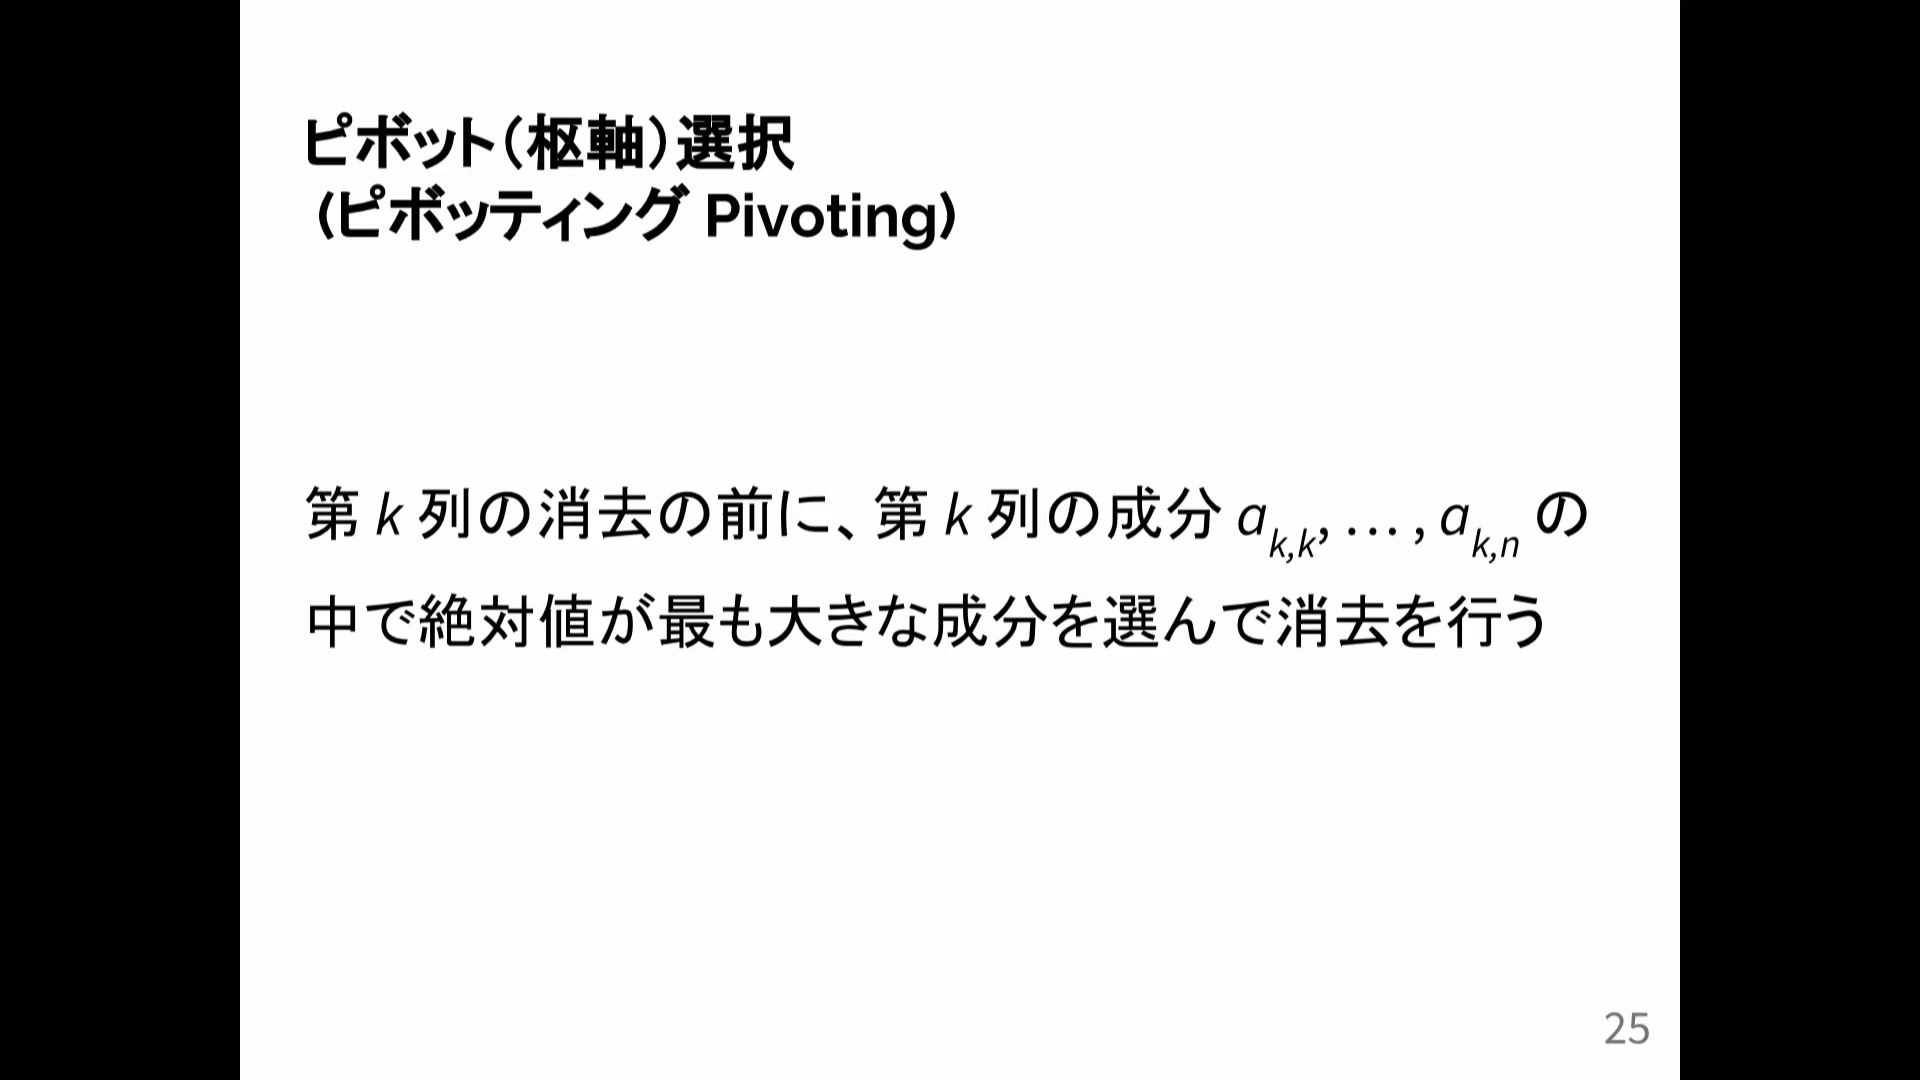 ピボット（枢軸）選択
(ピボッティング Pivoting)
第 k 列の消去の前に、第 k 列の成分 a_{k,k}, … , a_{k,n} の
中で絶対値が最も大きな成分を選んで消去を行う
25